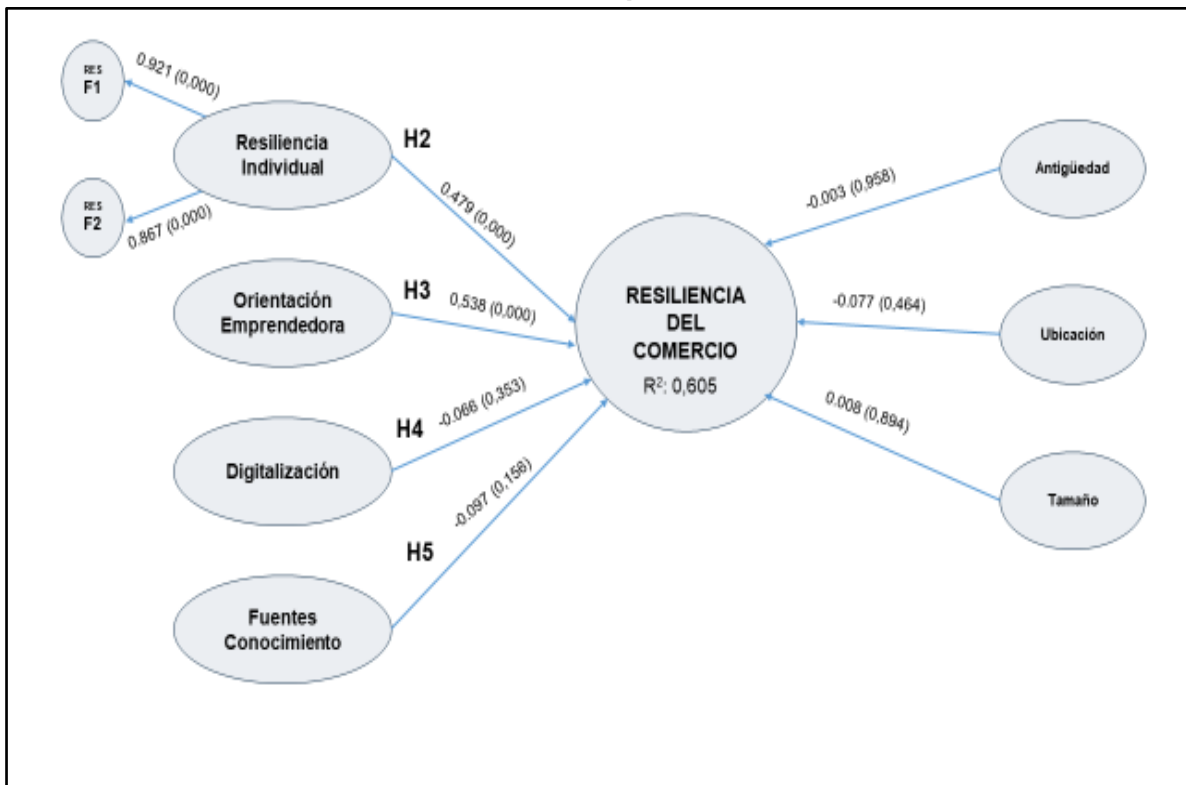 RES
F1
0.921 (0,000)
Resiliencia
Individual
H2
RES
F2
0.867 (0,000)
0.479 (0,000)
Orientación
Emprendedora
H3
0,538 (0,000)
Digitalización
H4
-0.066 (0,353)
Fuentes
Conocimiento
H5
-0.097 (0,156)
RESILIENCIA
DEL
COMERCIO
R²: 0,605
Antigüedad
-0.003 (0,958)
Ubicación
-0.077 (0,464)
Tamaño
0.008 (0,894)